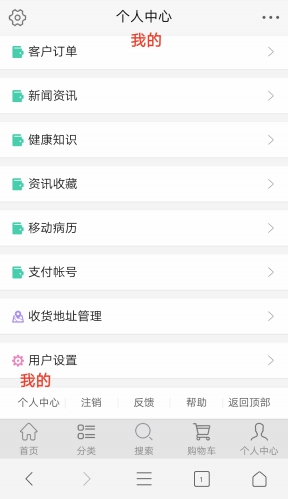 个人中心
我的
客户订单
新闻资讯
健康知识
资讯收藏
移动病历
支付帐号
收货地址管理
用户设置
我的
个人中心 注销 反馈 帮助 返回顶部
首页 分类 搜索 购物车 个人中心
1